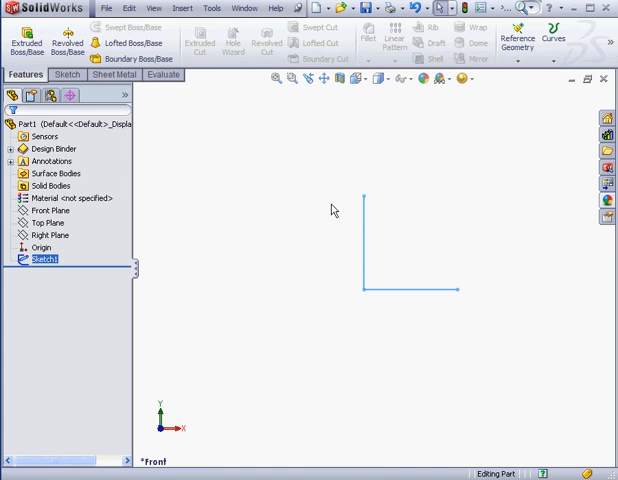 SolidWorks File Edit View Insert Tools Window Help
Extruded Boss/Base
Revolved Boss/Base
Swept Boss/Base
Lofted Boss/Base
Boundary Boss/Base
Extruded Cut
Hole Wizard
Revolved Cut
Swept Cut
Lofted Cut
Boundary Cut
Fillet
Linear Pattern
Rib
Draft
Shell
Wrap
Dome
Mirror
Reference Geometry
Curves
Features Sketch Sheet Metal Evaluate
Part1 (Default<<Default>_Displa
Sensors
Design Binder
Annotations
Surface Bodies
Solid Bodies
Material <not specified>
Front Plane
Top Plane
Right Plane
Origin
Sketch1
Y
X
*Front
Editing Part